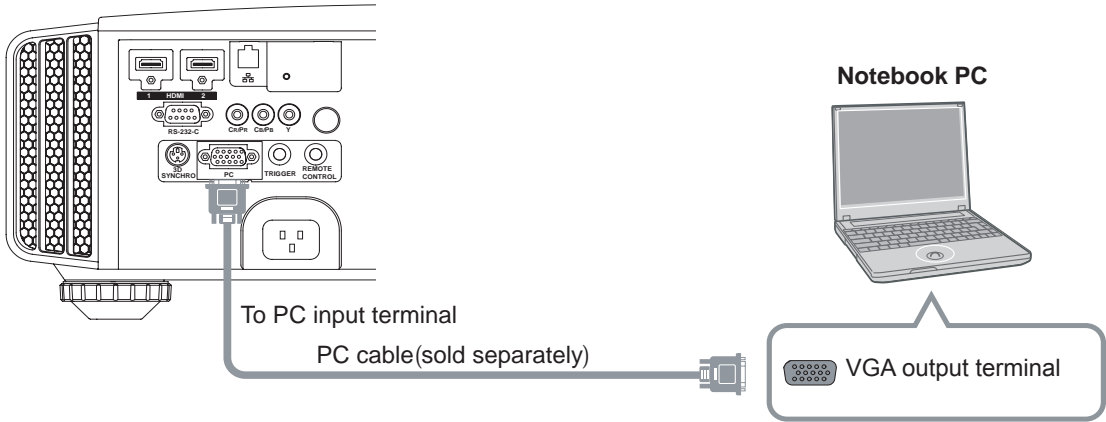 Notebook PC
1 HDMI 2
RS-232-C
CR/PR CB/PB Y
3D SYNCHRO
PC
TRIGGER
REMOTE CONTROL
To PC input terminal
PC cable(sold separately)
VGA output terminal